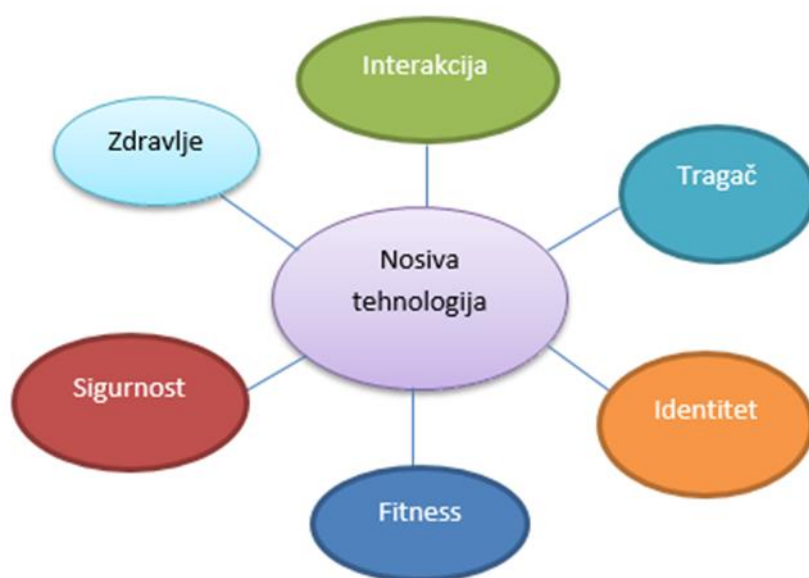 Interakcija
Zdravlje
Tragač
Nosiva
tehnologija
Sigurnost
Identitet
Fitness